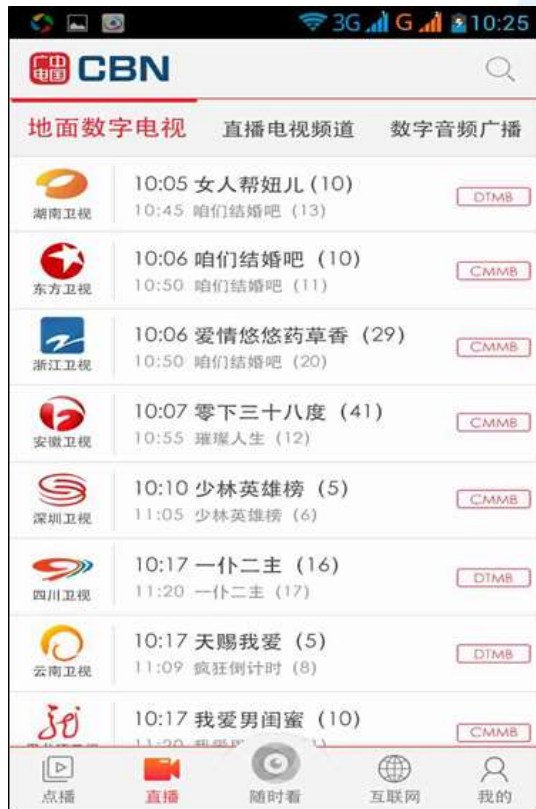 3G G 10:25
中国广电 CBN
地面数字电视 直播电视频道 数字音频广播
10:05 女人帮妞儿 (10)
湖南卫视 10:45 咱们结婚吧 (13) DTMB
10:06 咱们结婚吧 (10)
东方卫视 10:50 咱们结婚吧 (11) CMMB
10:06 爱情悠悠药草香 (29)
浙江卫视 10:50 咱们结婚吧 (20) CMMB
10:07 零下三十八度 (41)
安徽卫视 10:55 璀璨人生 (12) CMMB
10:10 少林英雄榜 (5)
深圳卫视 11:05 少林英雄榜 (6) CMMB
10:17 一仆二主 (16)
四川卫视 11:20 一仆二主 (17) DTMB
10:17 天赐我爱 (5)
云南卫视 11:09 疯狂倒计时 (8) DTMB
10:17 我爱男闺蜜 (10)
CMMB
点播 直播 随时看 互联网 我的